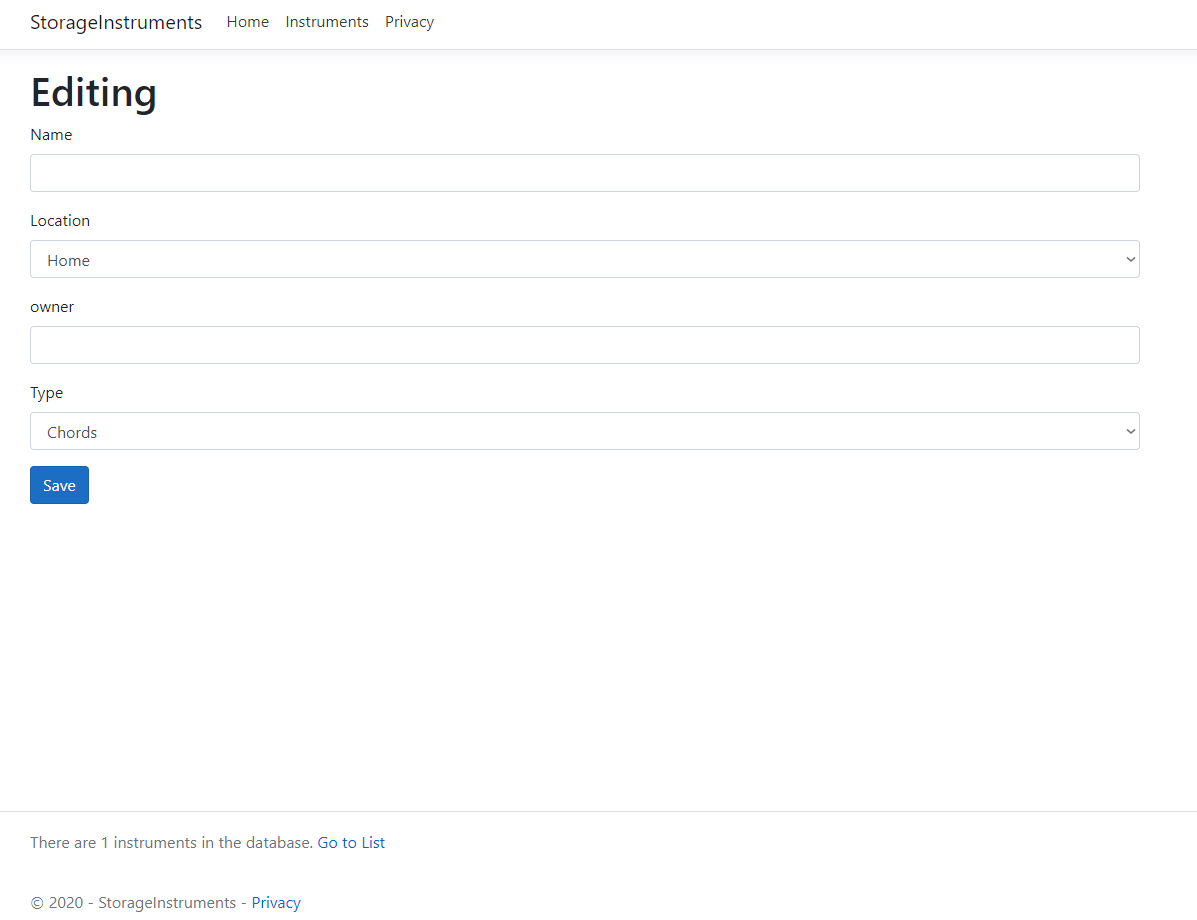 StorageInstruments Home Instruments Privacy
Editing
Name
Location
Home
owner
Type
Chords
Save
There are 1 instruments in the database. Go to List
© 2020 - StorageInstruments - Privacy